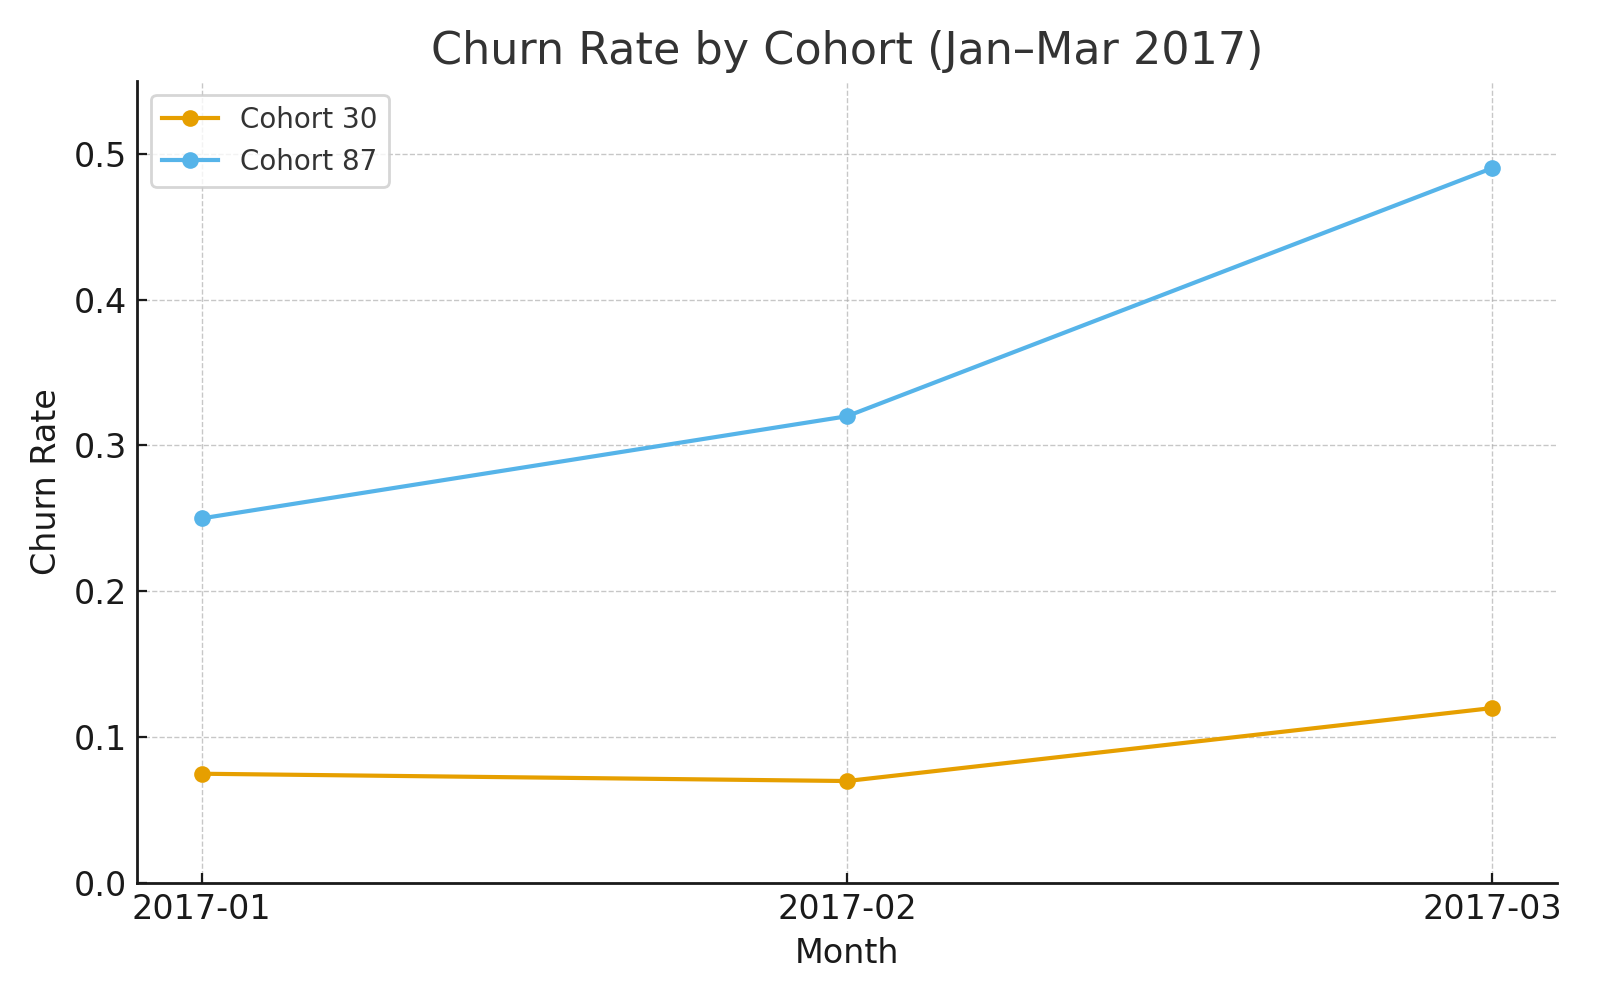 Churn Rate by Cohort (Jan–Mar 2017)
Cohort 30
Cohort 87
0.5
0.4
0.3
0.2
0.1
0.0
Churn Rate
2017-01 2017-02 2017-03
Month